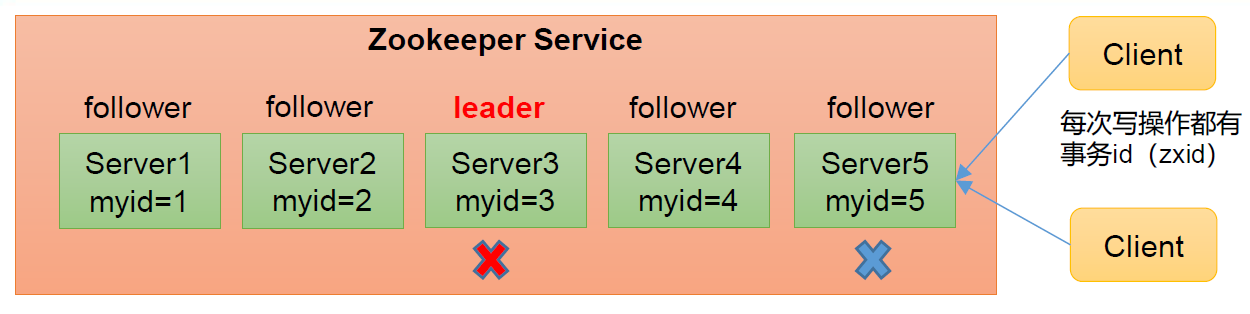 Zookeeper Service
follower
follower
leader
follower
follower
Server1
myid=1
Server2
myid=2
Server3
myid=3
Server4
myid=4
Server5
myid=5
Client
每次写操作都有
事务id（zxid）
Client